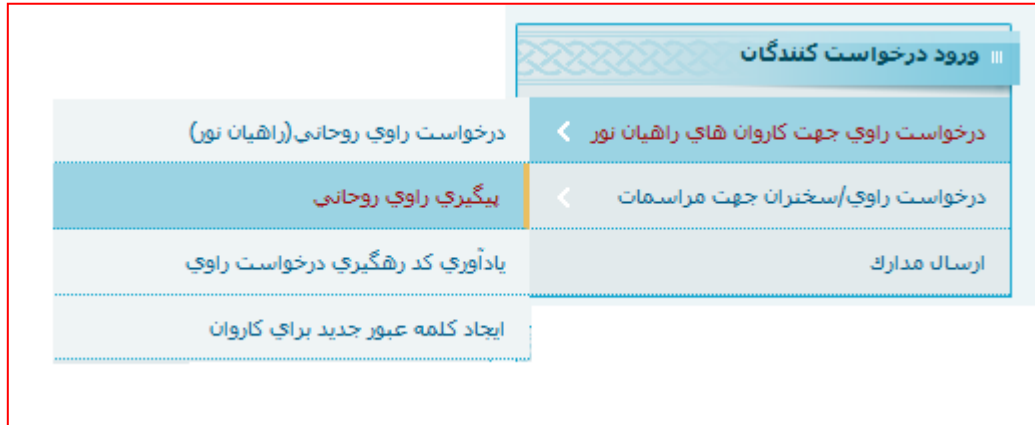 ورود درخواست كنندگان
درخواست راوي جهت كاروان هاي راهيان نور
درخواست راوي/سخنران جهت مراسمات
ارسال مدارك
درخواست راوي روحاني(راهيان نور)
پيگيري راوي روحاني
يادآوري كد رهگيري درخواست راوي
ايجاد كلمه عبور جديد براي كاروان